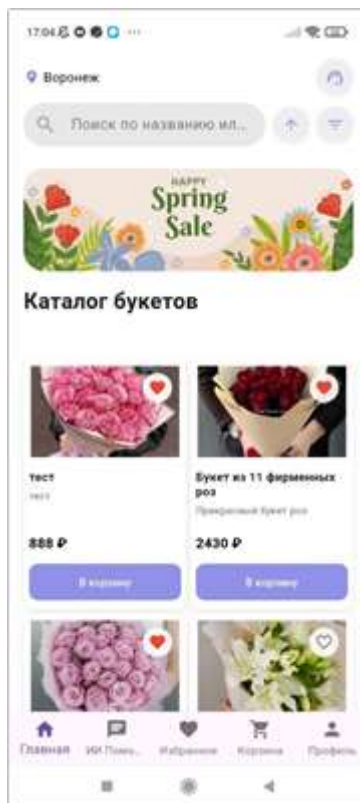 17:04
Воронеж
Поиск по названию ил...
HAPPY
Spring
Sale
Каталог букетов
тест
тест
888 ₽
В корзину
Букет из 11 фирменных
роз
Прекрасный букет роз
2430 ₽
В корзину
Главная
ИИ Помо...
Избранное
Корзина
Профиль